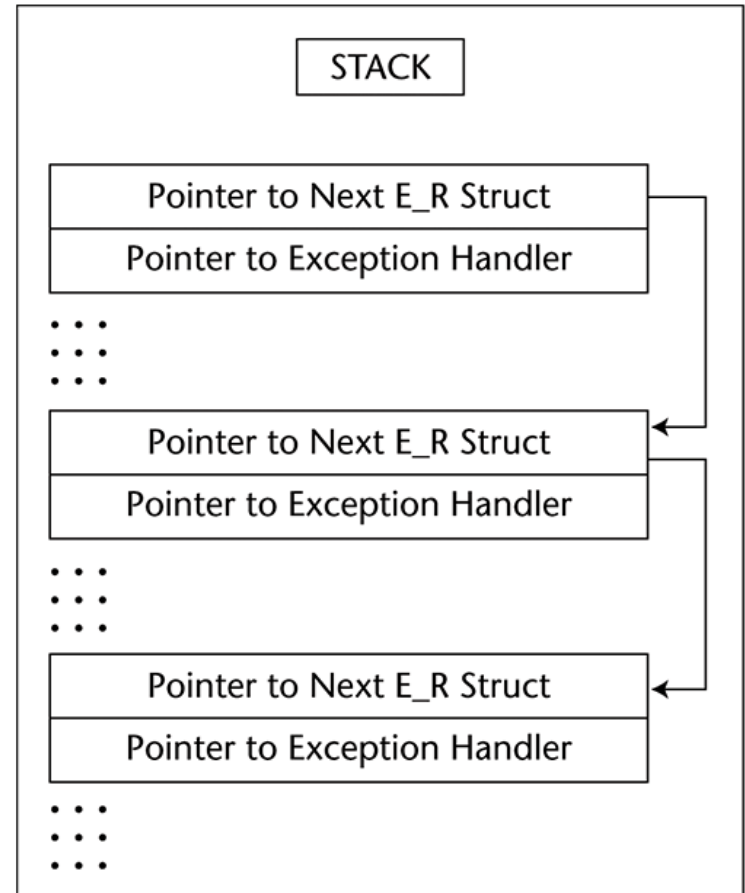 STACK
Pointer to Next E_R Struct
Pointer to Exception Handler
Pointer to Next E_R Struct
Pointer to Exception Handler
Pointer to Next E_R Struct
Pointer to Exception Handler